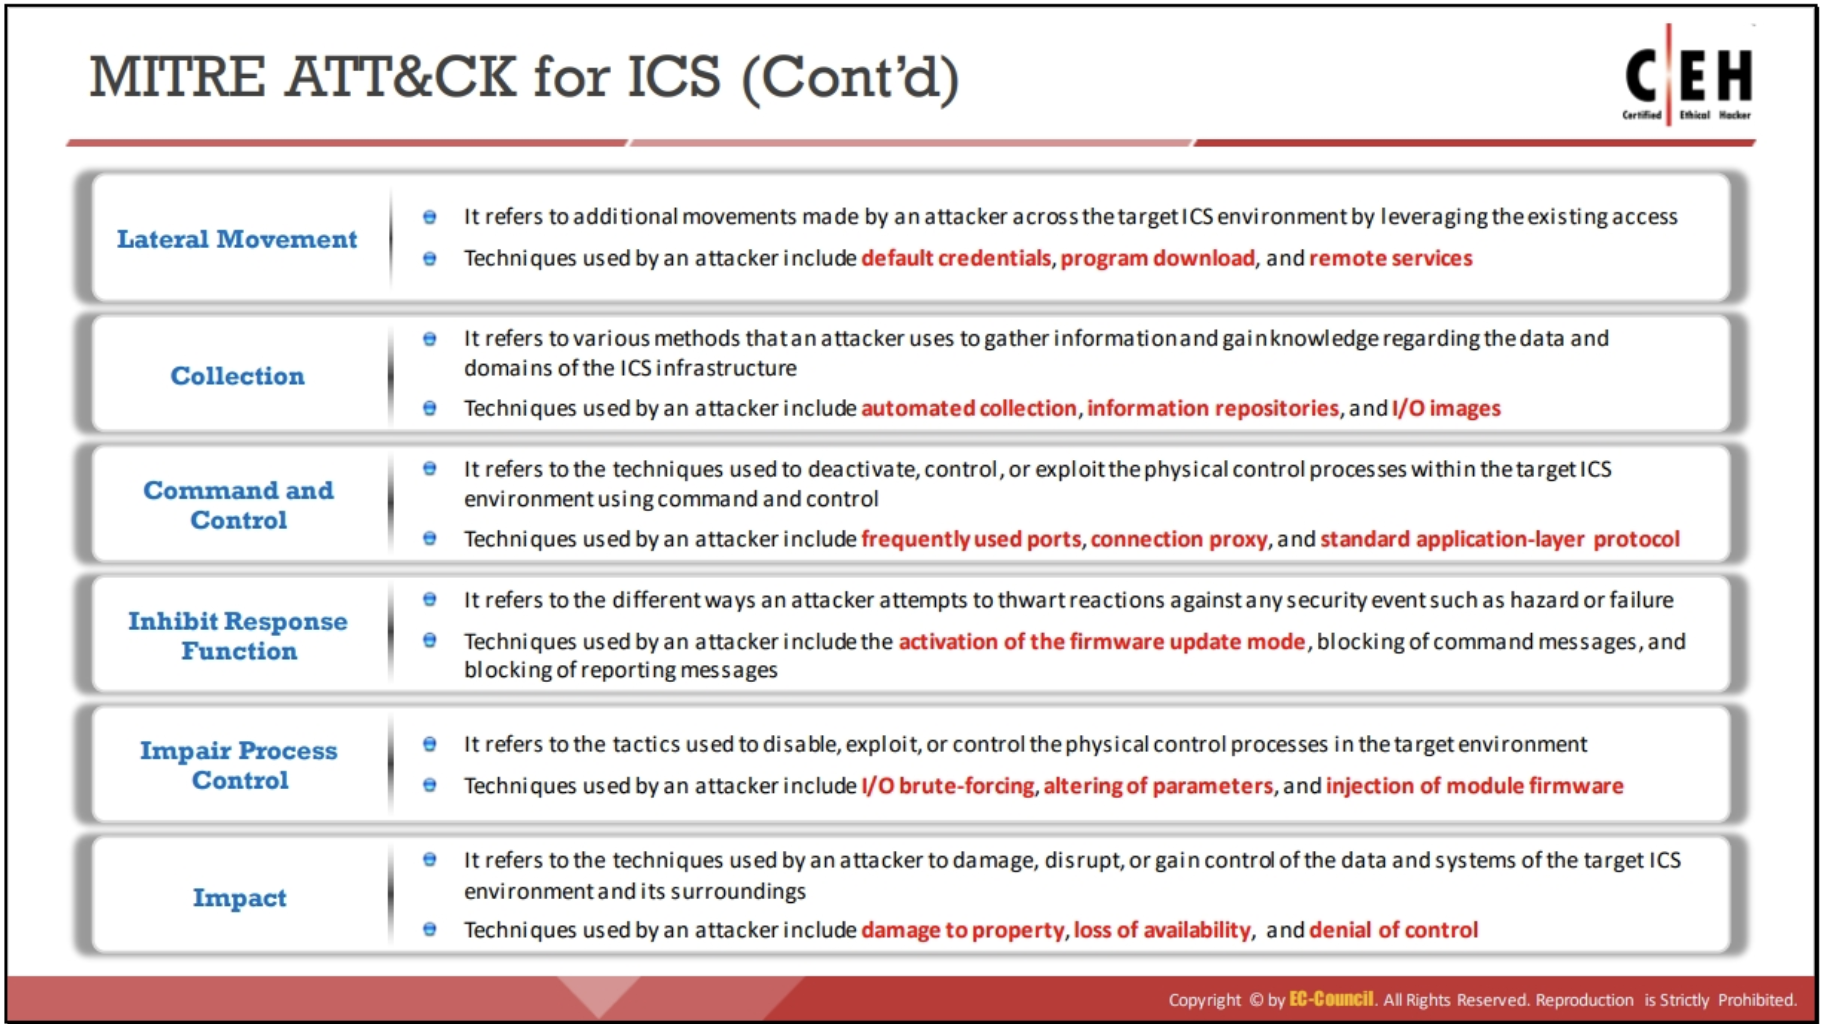 MITRE ATT&CK for ICS (Cont’d)
C EH
Certified Ethical Hacker
Lateral Movement
It refers to additional movements made by an attacker across the target ICS environment by leveraging the existing access
Techniques used by an attacker include default credentials, program download, and remote services
Collection
It refers to various methods that an attacker uses to gather information and gain knowledge regarding the data and
domains of the ICS infrastructure
Techniques used by an attacker include automated collection, information repositories, and I/O images
Command and
Control
It refers to the techniques used to deactivate, control, or exploit the physical control processes within the target ICS
environment using command and control
Techniques used by an attacker include frequently used ports, connection proxy, and standard application-layer protocol
Inhibit Response
Function
It refers to the different ways an attacker attempts to thwart reactions against any security event such as hazard or failure
Techniques used by an attacker include the activation of the firmware update mode, blocking of command messages, and
blocking of reporting messages
Impair Process
Control
It refers to the tactics used to disable, exploit, or control the physical control processes in the target environment
Techniques used by an attacker include I/O brute-forcing, altering of parameters, and injection of module firmware
Impact
It refers to the techniques used by an attacker to damage, disrupt, or gain control of the data and systems of the target ICS
environment and its surroundings
Techniques used by an attacker include damage to property, loss of availability, and denial of control
Copyright © by EC-Council. All Rights Reserved. Reproduction is Strictly Prohibited.